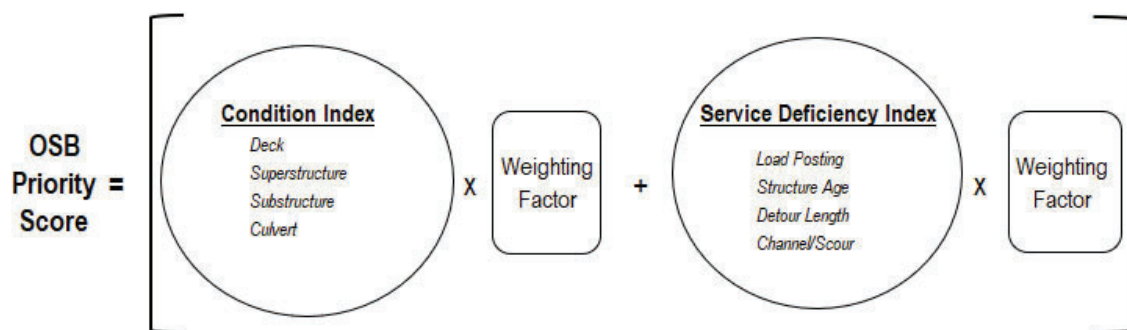 OSB
Priority =
Score
Condition Index
Deck
Superstructure
Substructure
Culvert
X
Weighting
Factor
+
Service Deficiency Index
Load Posting
Structure Age
Detour Length
Channel/Scour
X
Weighting
Factor